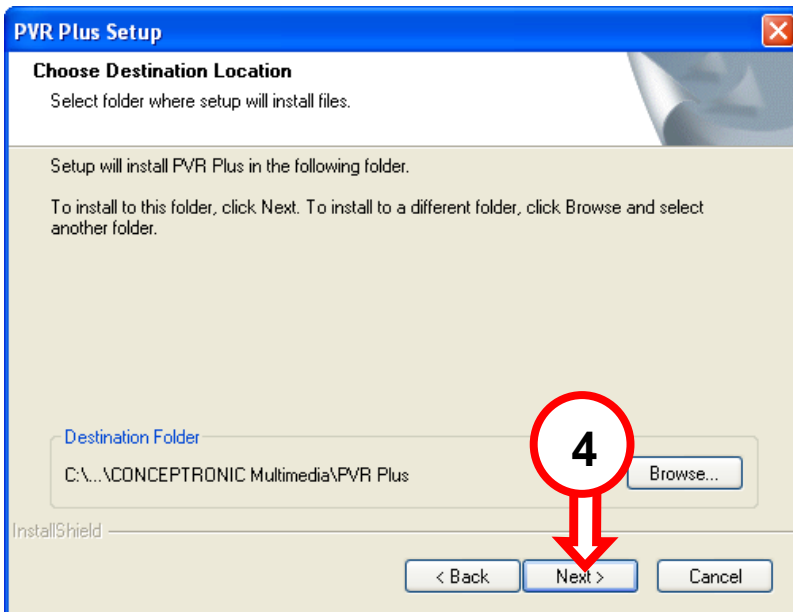 PVR Plus Setup
Choose Destination Location
Select folder where setup will install files.
Setup will install PVR Plus in the following folder.
To install to this folder, click Next. To install to a different folder, click Browse and select
another folder.
Destination Folder
4
C:\...\CONCEPTRONIC Multimedia\PVR Plus
Browse...
InstallShield
< Back
Next >
Cancel